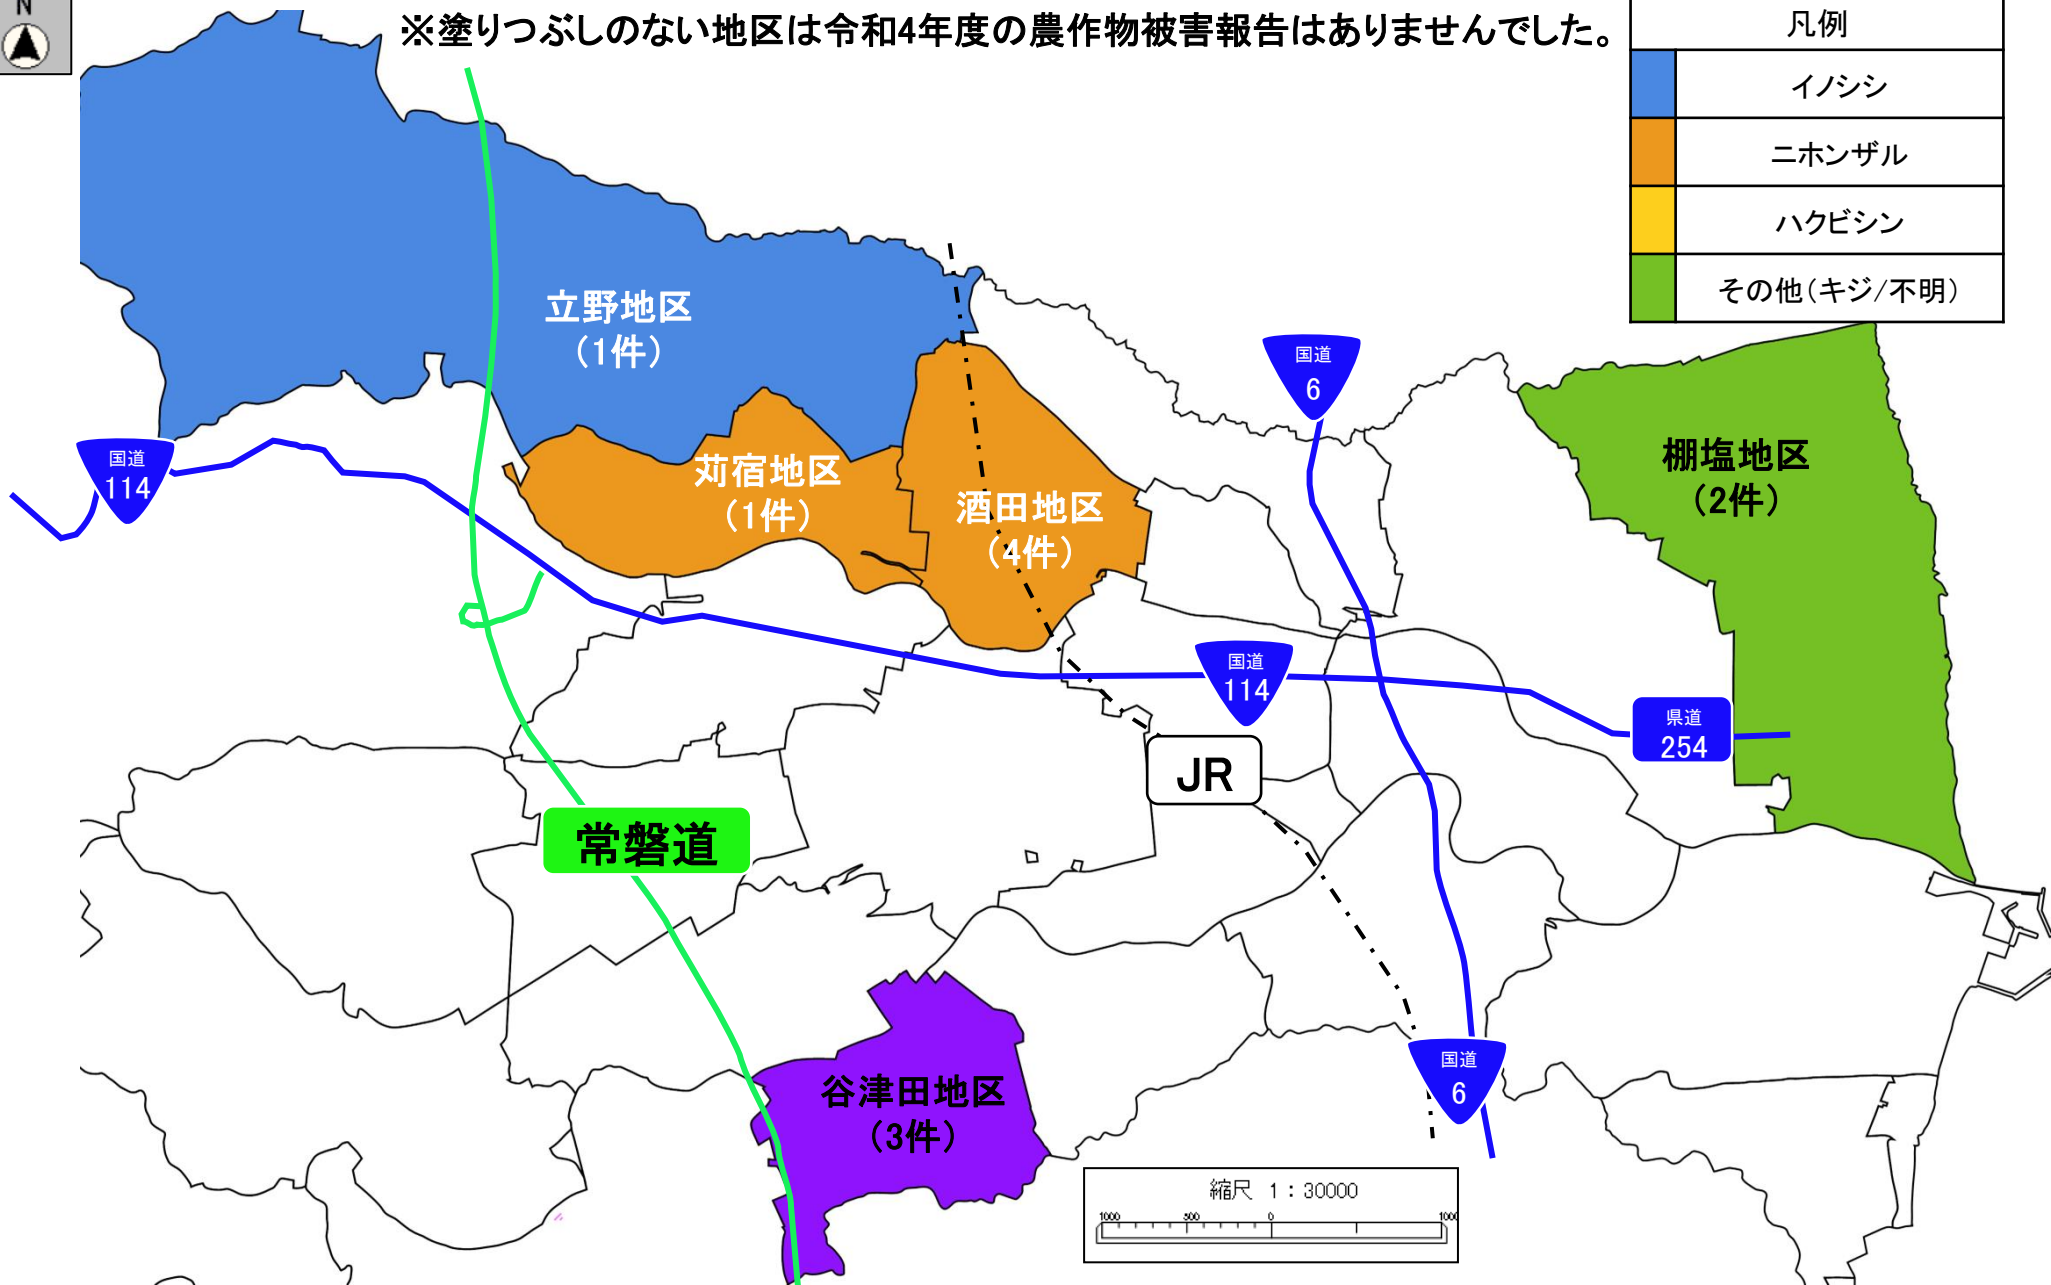 N
※塗りつぶしのない地区は令和4年度の農作物被害報告はありませんでした。
凡例
イノシシ
ニホンザル
ハクビシン
その他（キジ/不明）
立野地区
（1件）
国道
6
棚塩地区
（2件）
国道
114
苅宿地区
（1件）
酒田地区
（4件）
国道
114
県道
254
JR
常磐道
谷津田地区
（3件）
国道
6
縮尺 1：30000
1000
500
0
1000